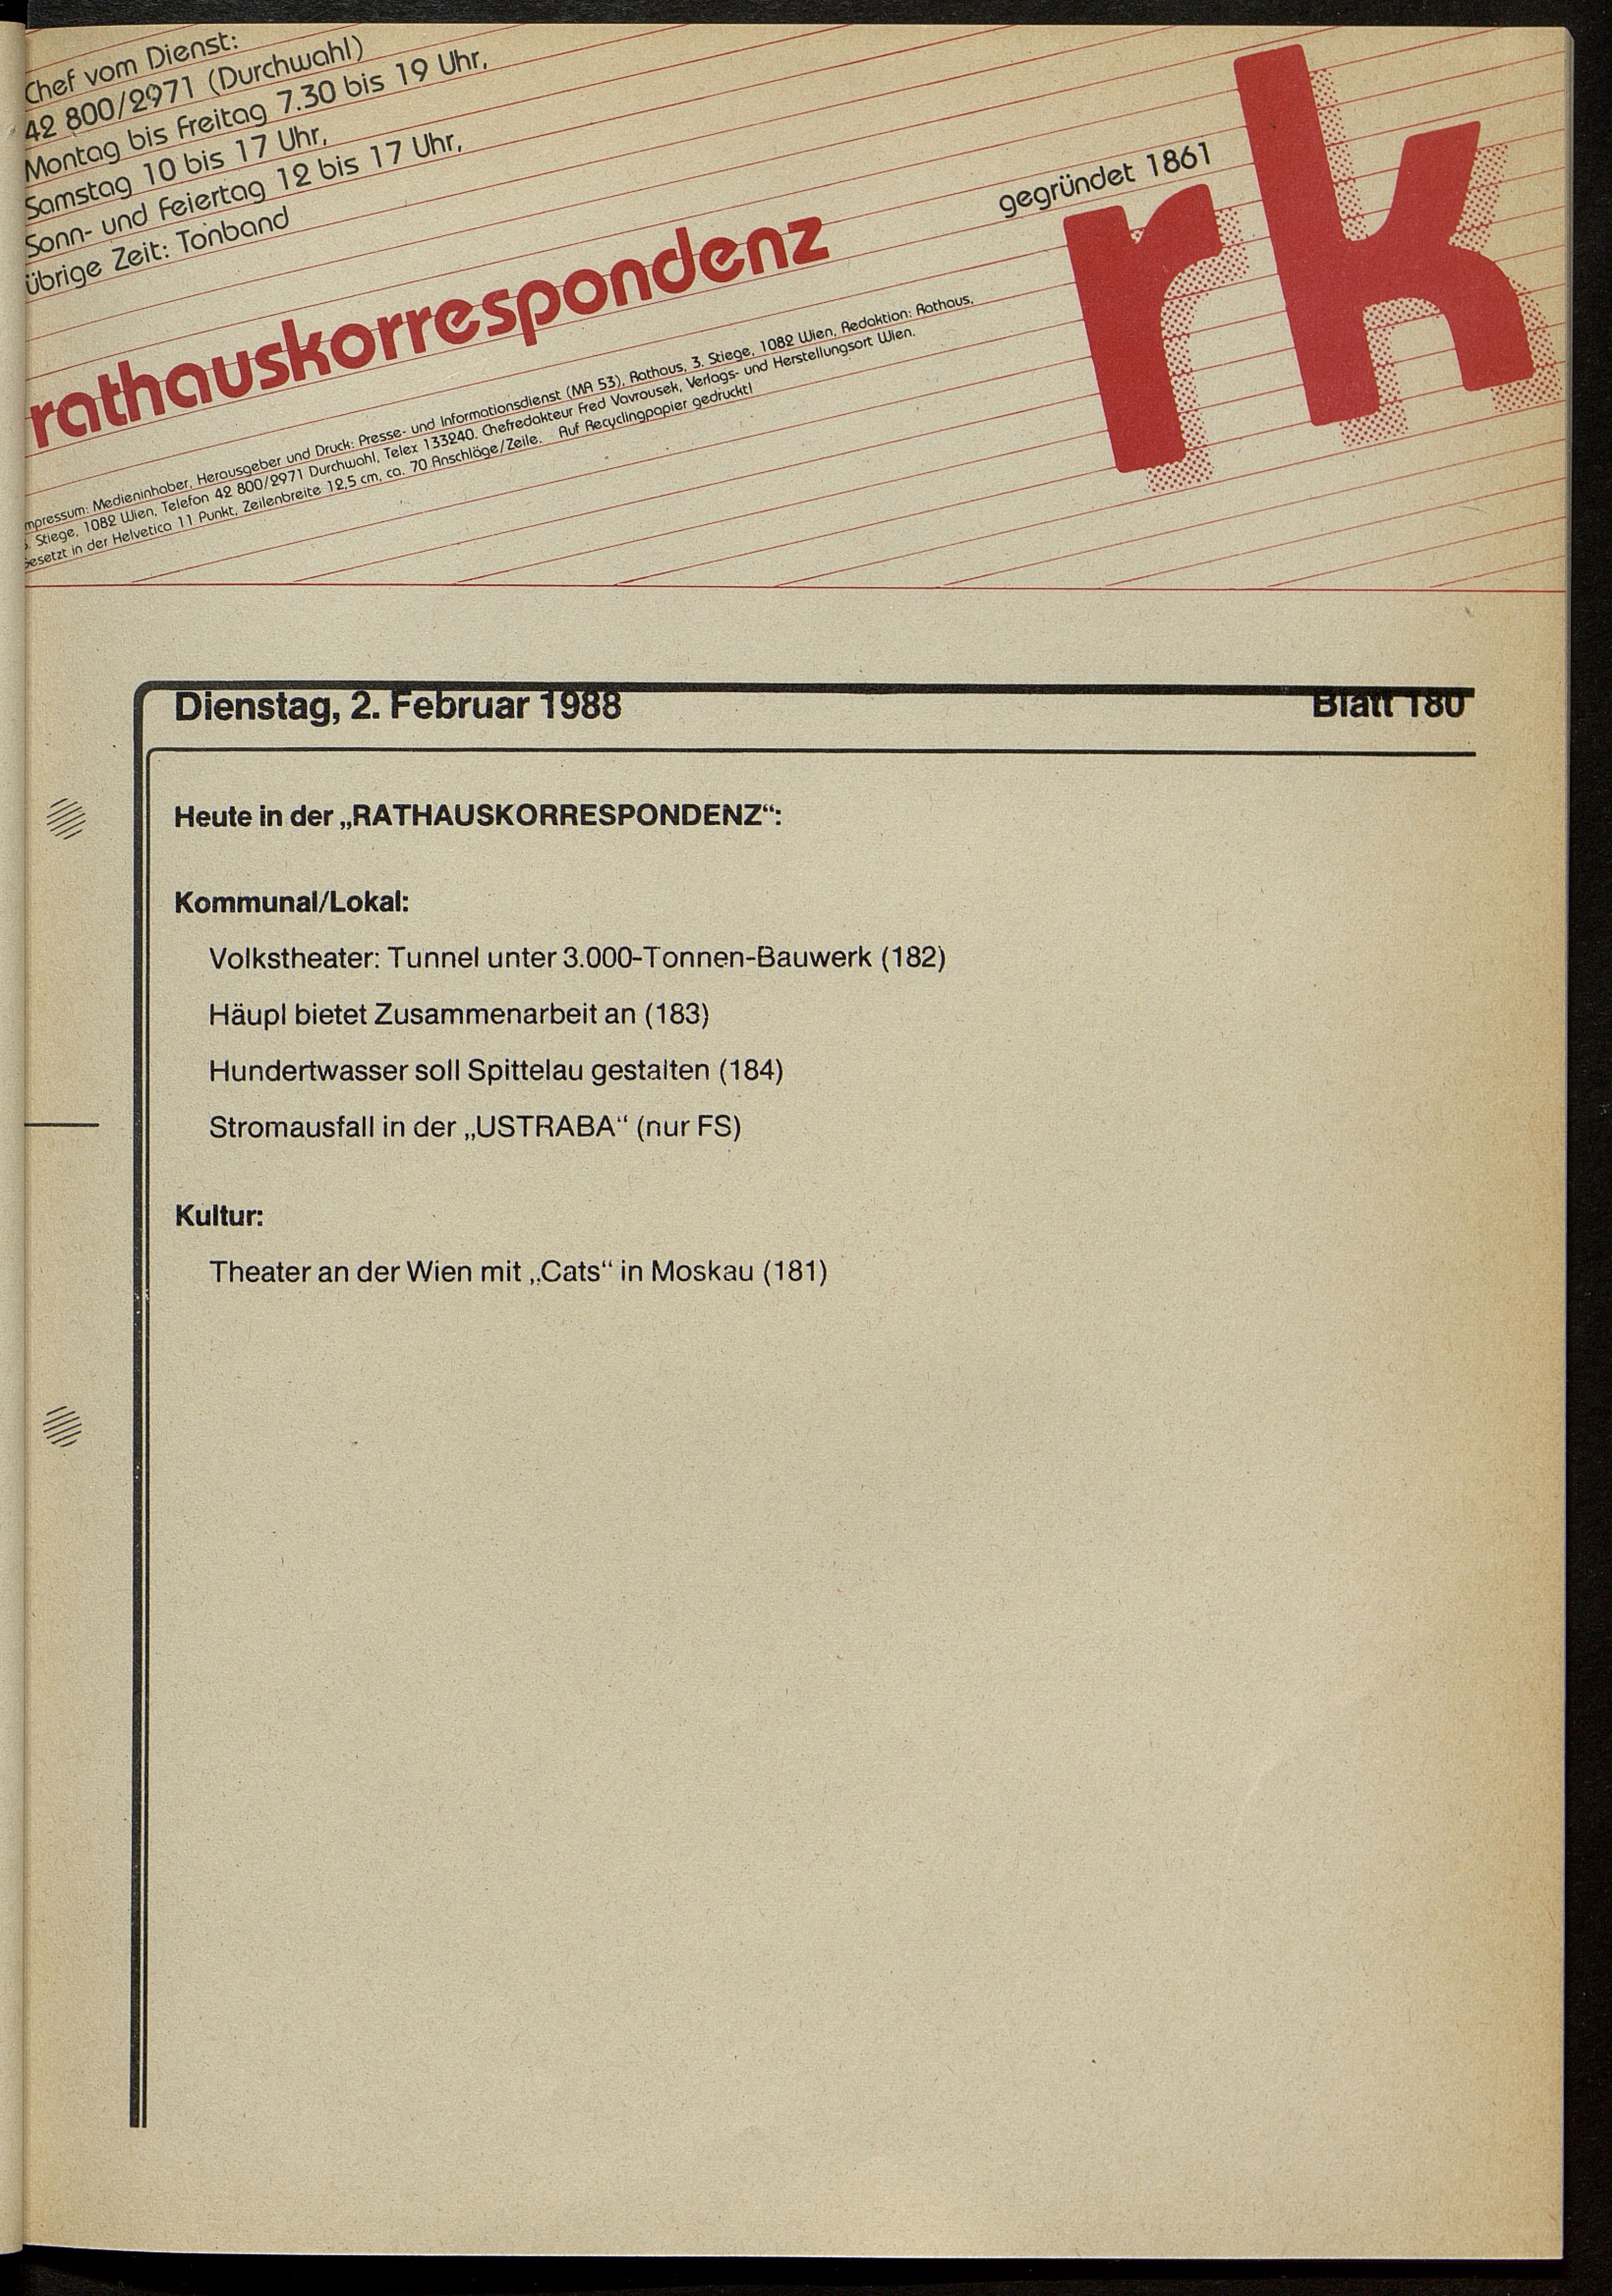 Chef vom Dienst:
42 800/2971 (Durchwahl)
Montag bis Freitag 7.30 bis 19 Uhr,
Samstag 10 bis 17 Uhr,
Sonn- und Feiertag 12 bis 17 Uhr,
übrige Zeit: Tonband
gegründet 1861
rk
rathauskorrespondenz
mpressum: Medieninhaber, Herausgeber und Druck: Presse- und Informationsdienst (MA 53), Rathaus, 3. Stiege, 1082 Wien, Redaktion: Rathaus,
3. Stiege, 1082 Wien, Telefon 42 800/2971 Durchwahl, Telex 133240. Chefredakteur Fred Vavrousek, Verlags- und Herstellungsort Wien.
Gesetzt in der Helvetica 11 Punkt, Zeilenbreite 12,5 cm, ca. 70 Anschläge/Zeile. Auf Recyclingpapier gedruckt!
Dienstag, 2. Februar 1988 Blatt 180
Heute in der „RATHAUSKORRESPONDENZ“:
Kommunal/Lokal:
Volkstheater: Tunnel unter 3.000-Tonnen-Bauwerk (182)
Häupl bietet Zusammenarbeit an (183)
Hundertwasser soll Spittelau gestalten (184)
Stromausfall in der „USTRABA“ (nur FS)
Kultur:
Theater an der Wien mit „Cats“ in Moskau (181)